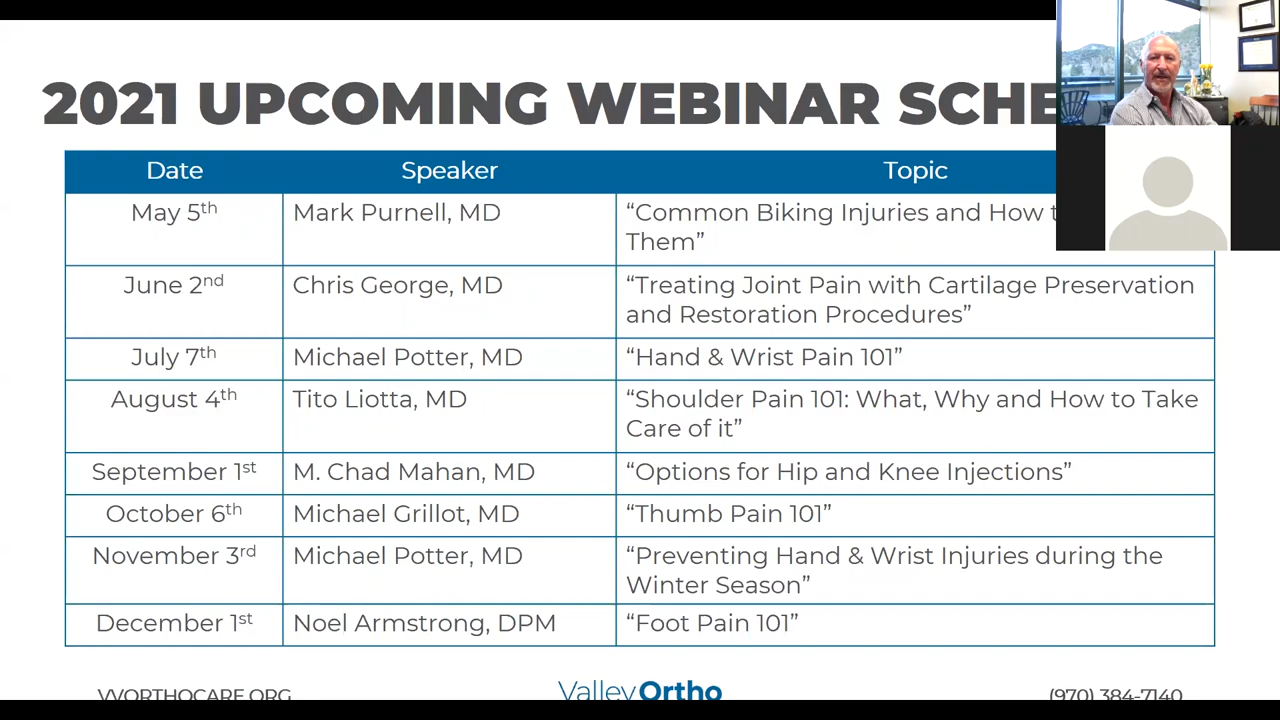 2021 UPCOMING WEBINAR
Date Speaker Topic
May 5th Mark Purnell, MD “Common Biking Injuries and How
Them”
June 2nd Chris George, MD “Treating Joint Pain with Cartilage Preservation
and Restoration Procedures”
July 7th Michael Potter, MD “Hand & Wrist Pain 101”
August 4th Tito Liotta, MD “Shoulder Pain 101: What, Why and How to Take
Care of it”
September 1st M. Chad Mahan, MD “Options for Hip and Knee Injections”
October 6th Michael Grillot, MD “Thumb Pain 101”
November 3rd Michael Potter, MD “Preventing Hand & Wrist Injuries during the
Winter Season”
December 1st Noel Armstrong, DPM “Foot Pain 101”
VVORTHOCARE.ORG ValleyOrtho (970) 384-7140